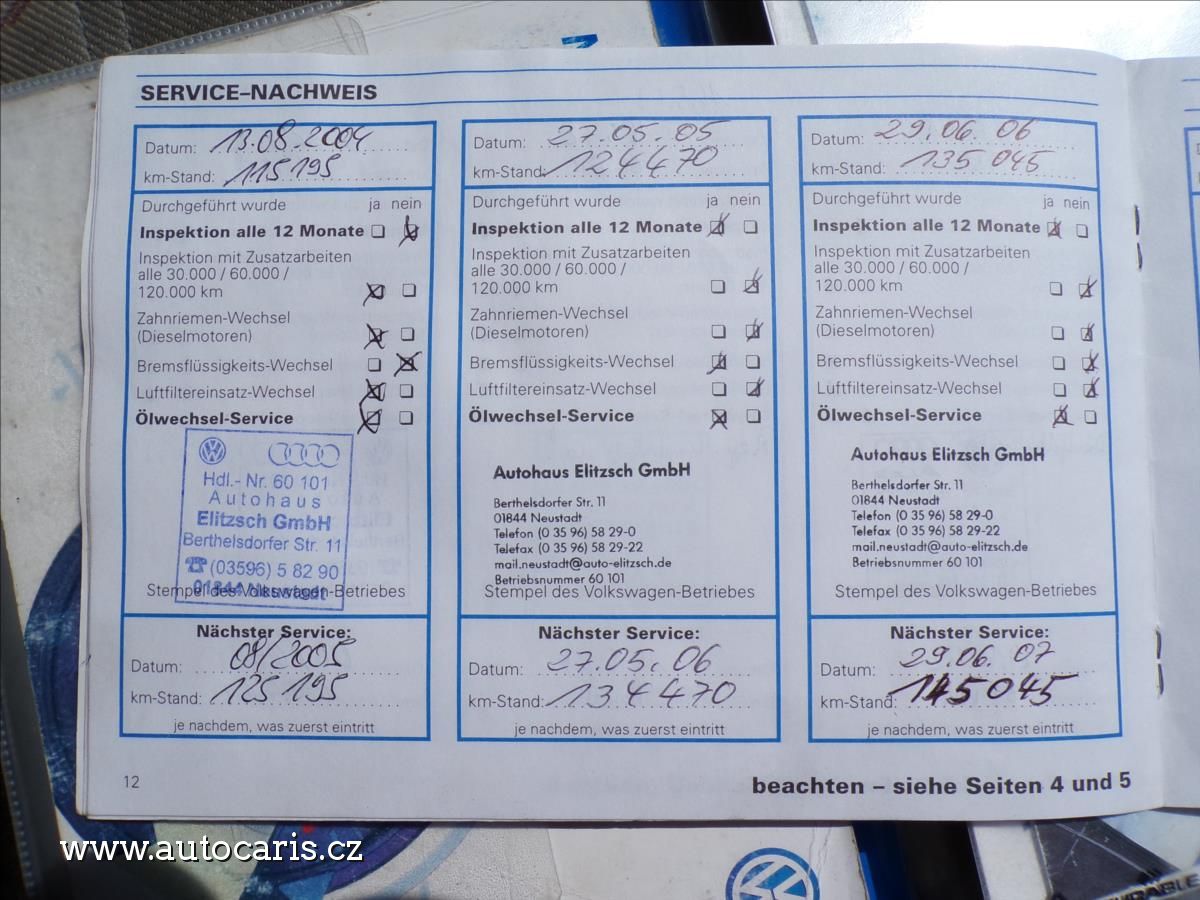 SERVICE-NACHWEIS
Datum: 13.08.2004
km-Stand: 115195
Durchgeführt wurde ja nein
Inspektion alle 12 Monate
Inspektion mit Zusatzarbeiten
alle 30.000 / 60.000 /
120.000 km
Zahnriemen-Wechsel
(Dieselmotoren)
Bremsflüssigkeits-Wechsel
Luftfiltereinsatz-Wechsel
Ölwechsel-Service
Hdl.- Nr. 60 101
Autohaus
Elitzsch GmbH
Berthelsdorfer Str. 11
☎ (03596) 5 82 90
01844 Neustadt
Stempel des Volkswagen-Betriebes
Nächster Service:
Datum: 08/2005
km-Stand: 125195
je nachdem, was zuerst eintritt
Datum: 27.05.05
km-Stand: 124470
Durchgeführt wurde ja nein
Inspektion alle 12 Monate
Inspektion mit Zusatzarbeiten
alle 30.000 / 60.000 /
120.000 km
Zahnriemen-Wechsel
(Dieselmotoren)
Bremsflüssigkeits-Wechsel
Luftfiltereinsatz-Wechsel
Ölwechsel-Service
Autohaus Elitzsch GmbH
Berthelsdorfer Str. 11
01844 Neustadt
Telefon (0 35 96) 58 29-0
Telefax (0 35 96) 58 29-22
mail.neustadt@auto-elitzsch.de
Betriebsnummer 60 101
Stempel des Volkswagen-Betriebes
Nächster Service:
Datum: 27.05.06
km-Stand: 134470
je nachdem, was zuerst eintritt
Datum: 29.06.06
km-Stand: 135045
Durchgeführt wurde ja nein
Inspektion alle 12 Monate
Inspektion mit Zusatzarbeiten
alle 30.000 / 60.000 /
120.000 km
Zahnriemen-Wechsel
(Dieselmotoren)
Bremsflüssigkeits-Wechsel
Luftfiltereinsatz-Wechsel
Ölwechsel-Service
Autohaus Elitzsch GmbH
Berthelsdorfer Str. 11
01844 Neustadt
Telefon (0 35 96) 58 29-0
Telefax (0 35 96) 58 29-22
mail.neustadt@auto-elitzsch.de
Betriebsnummer 60 101
Stempel des Volkswagen-Betriebes
Nächster Service:
Datum: 29.06.07
km-Stand: 145045
je nachdem, was zuerst eintritt
12
beachten – siehe Seiten 4 und 5
www.autocaris.cz